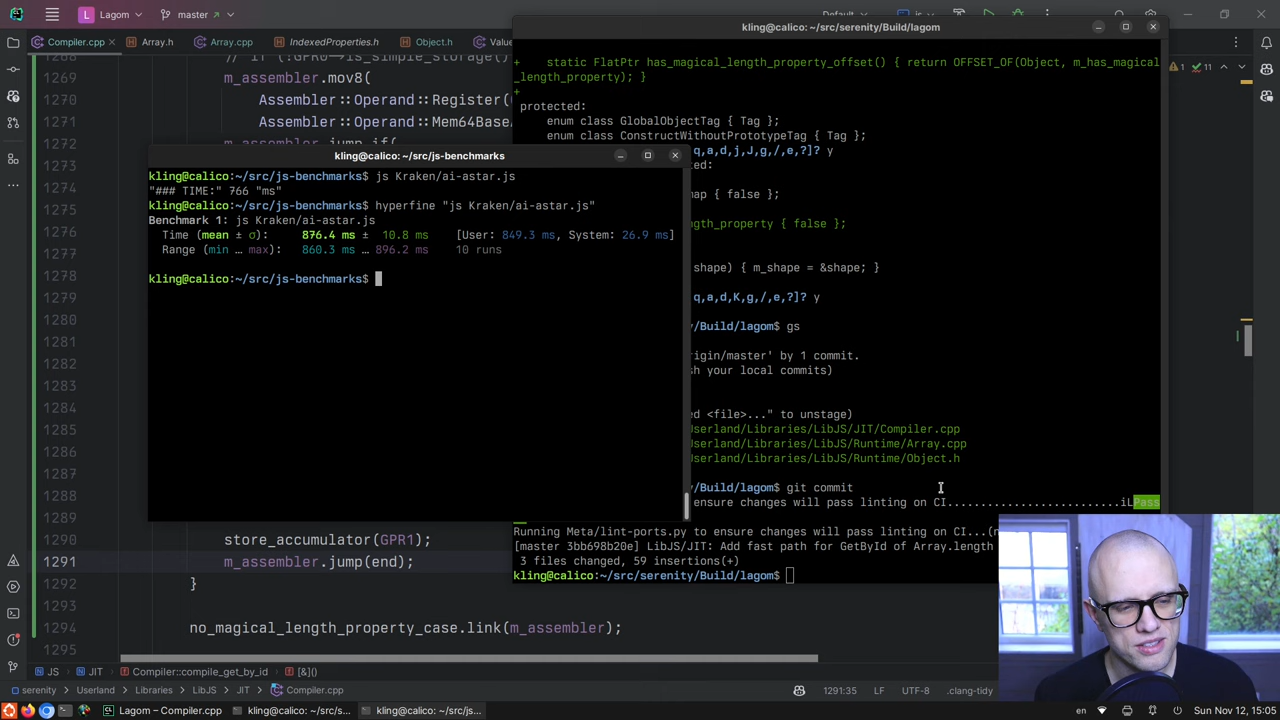 Lagom
master
Default
js
Compiler.cpp
Array.h
Array.cpp
IndexedProperties.h
Object.h
kling@calico: ~/src/serenity/Build/lagom
1269
1270
1271
1272
1273
1274
1275
1276
1277
1278
1279
1280
1281
1282
1283
1284
1285
1286
1287
1288
1289
1290
1291
1292
1293
1294
1295
m_assembler.mov8(
Assembler::Operand::Register(
Assembler::Operand::Mem64Base
m_assembler.jump_if(
store_accumulator(GPR1);
m_assembler.jump(end);
}
no_magical_length_property_case.link(m_assembler);
1
11
+    static FlatPtr has_magical_length_property_offset() { return OFFSET_OF(Object, m_has_magical
_length_property); }
+
protected:
enum class GlobalObjectTag { Tag };
enum class ConstructWithoutPrototypeTag { Tag };
q,a,d,j,J,g,/,e,?]? y
ted:
map { false }
ength_property { false };
shape) { m_shape = &shape; }
q,a,d,K,g,/,e,?]? y
y/Build/lagom$ gs
rigin/master' by 1 commit.
sh your local commits)
ed <file>..." to unstage)
serland/Libraries/LibJS/JIT/Compiler.cpp
serland/Libraries/LibJS/Runtime/Array.cpp
serland/Libraries/LibJS/Runtime/Object.h
y/Build/lagom$ git commit
ensure changes will pass linting on CI..........................iLPass
Running Meta/lint-ports.py to ensure changes will pass linting on CI...(n
[master 3bb698b20e] LibJS/JIT: Add fast path for GetById of Array.length
3 files changed, 59 insertions(+)
kling@calico:~/src/serenity/Build/lagom$
kling@calico: ~/src/js-benchmarks
kling@calico:~/src/js-benchmarks$ js Kraken/ai-astar.js
"### TIME:" 766 "ms"
kling@calico:~/src/js-benchmarks$ hyperfine "js Kraken/ai-astar.js"
Benchmark 1: js Kraken/ai-astar.js
Time (mean ± σ):     876.4 ms ±  10.8 ms    [User: 849.3 ms, System: 26.9 ms]
Range (min … max):   860.3 ms … 896.2 ms    10 runs
kling@calico:~/src/js-benchmarks$
JS
JIT
Compiler::compile_get_by_id
[&]()
serenity
Userland
Libraries
LibJS
JIT
Compiler.cpp
1291:35
LF
UTF-8
.clang-tidy
Lagom – Compiler.cpp
kling@calico: ~/src/s...
kling@calico: ~/src/js...
en
Sun Nov 12, 15:05